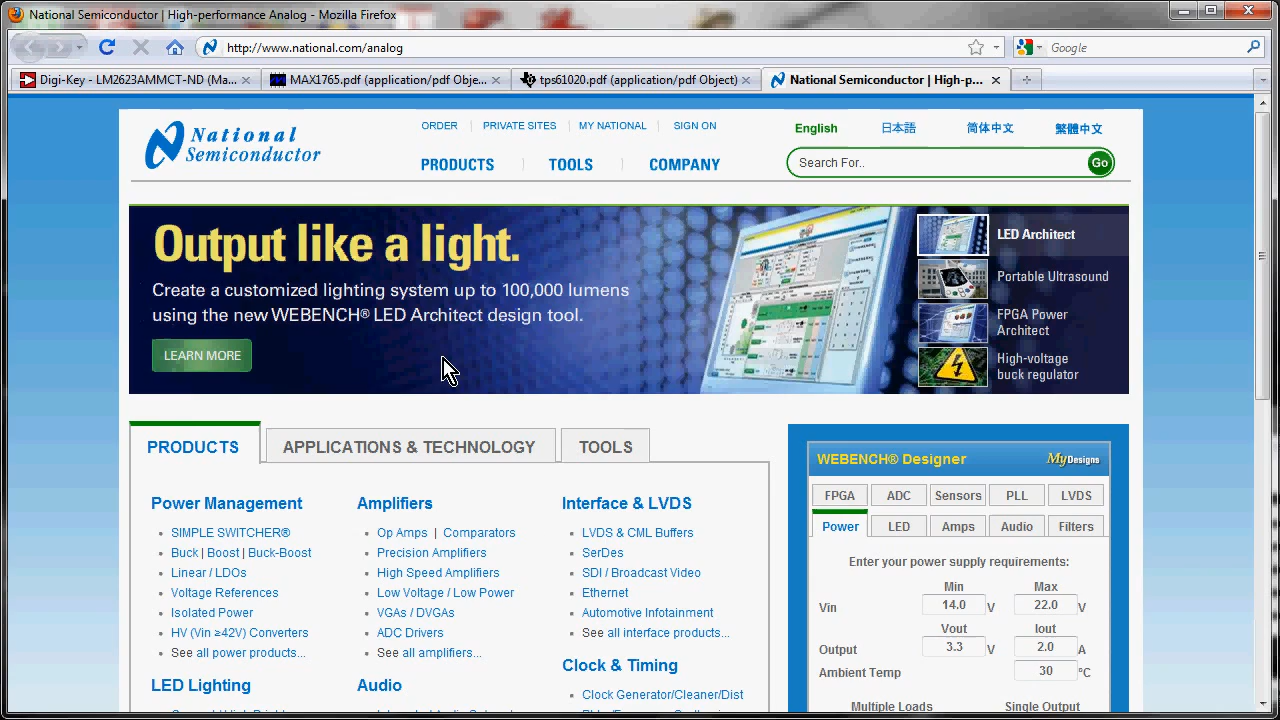 National Semiconductor | High-performance Analog - Mozilla Firefox
http://www.national.com/analog
Google
Digi-Key - LM2623AMMCT-ND (Ma...
MAX1765.pdf (application/pdf Obje...
tps61020.pdf (application/pdf Object)
National Semiconductor | High-p...
National Semiconductor
ORDER | PRIVATE SITES | MY NATIONAL | SIGN ON
English 日本語 简体中文 繁體中文
PRODUCTS | TOOLS | COMPANY
Search For.. Go
Output like a light.
Create a customized lighting system up to 100,000 lumens
using the new WEBENCH® LED Architect design tool.
LEARN MORE
LED Architect
Portable Ultrasound
FPGA Power
Architect
High-voltage
buck regulator
PRODUCTS
APPLICATIONS & TECHNOLOGY
TOOLS
Power Management
SIMPLE SWITCHER®
Buck | Boost | Buck-Boost
Linear / LDOs
Voltage References
Isolated Power
HV (Vin ≥42V) Converters
See all power products...
LED Lighting
Amplifiers
Op Amps | Comparators
Precision Amplifiers
High Speed Amplifiers
Low Voltage / Low Power
VGAs / DVGAs
ADC Drivers
See all amplifiers...
Audio
Interface & LVDS
LVDS & CML Buffers
SerDes
SDI / Broadcast Video
Ethernet
Automotive Infotainment
See all interface products...
Clock & Timing
Clock Generator/Cleaner/Dist
WEBENCH® Designer MyDesigns
FPGA ADC Sensors PLL LVDS
Power LED Amps Audio Filters
Enter your power supply requirements:
Min Max
Vin 14.0 V 22.0 V
Vout Iout
Output 3.3 V 2.0 A
Ambient Temp 30 °C
Multiple Loads Single Output